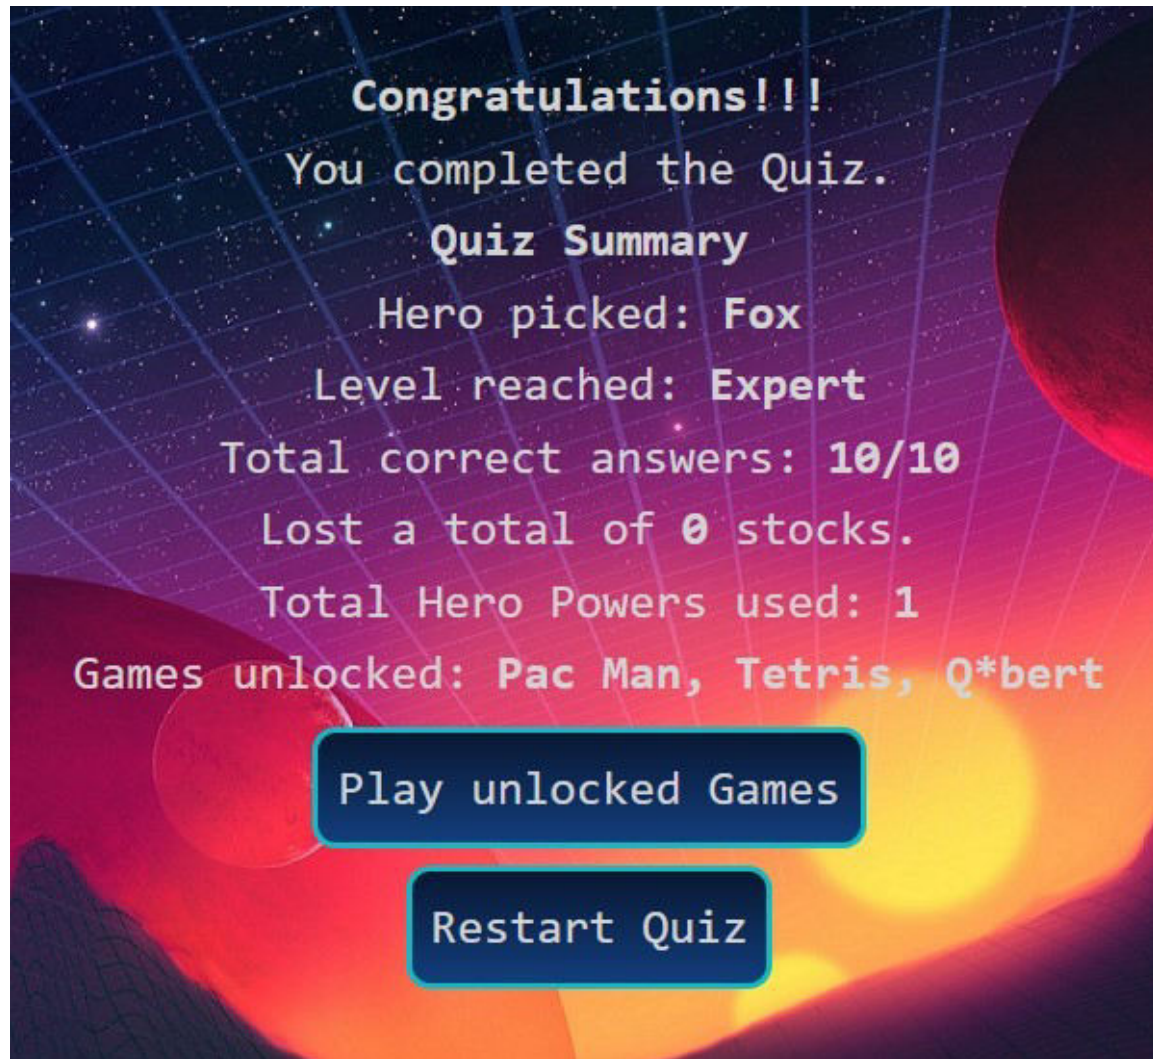 Congratulations!!!
You completed the Quiz.
Quiz Summary
Hero picked: Fox
Level reached: Expert
Total correct answers: 10/10
Lost a total of 0 stocks.
Total Hero Powers used: 1
Games unlocked: Pac Man, Tetris, Q*bert
Play unlocked Games
Restart Quiz